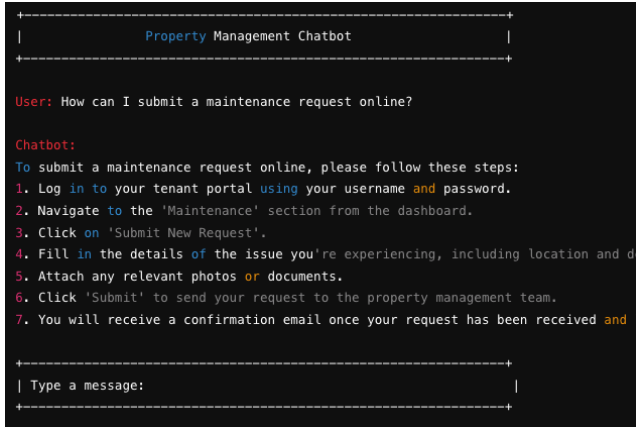 Property Management Chatbot
User: How can I submit a maintenance request online?
Chatbot:
To submit a maintenance request online, please follow these steps:
1. Log in to your tenant portal using your username and password.
2. Navigate to the 'Maintenance' section from the dashboard.
3. Click on 'Submit New Request'.
4. Fill in the details of the issue you're experiencing, including location and
5. Attach any relevant photos or documents.
6. Click 'Submit' to send your request to the property management team.
7. You will receive a confirmation email once your request has been received and
Type a message: